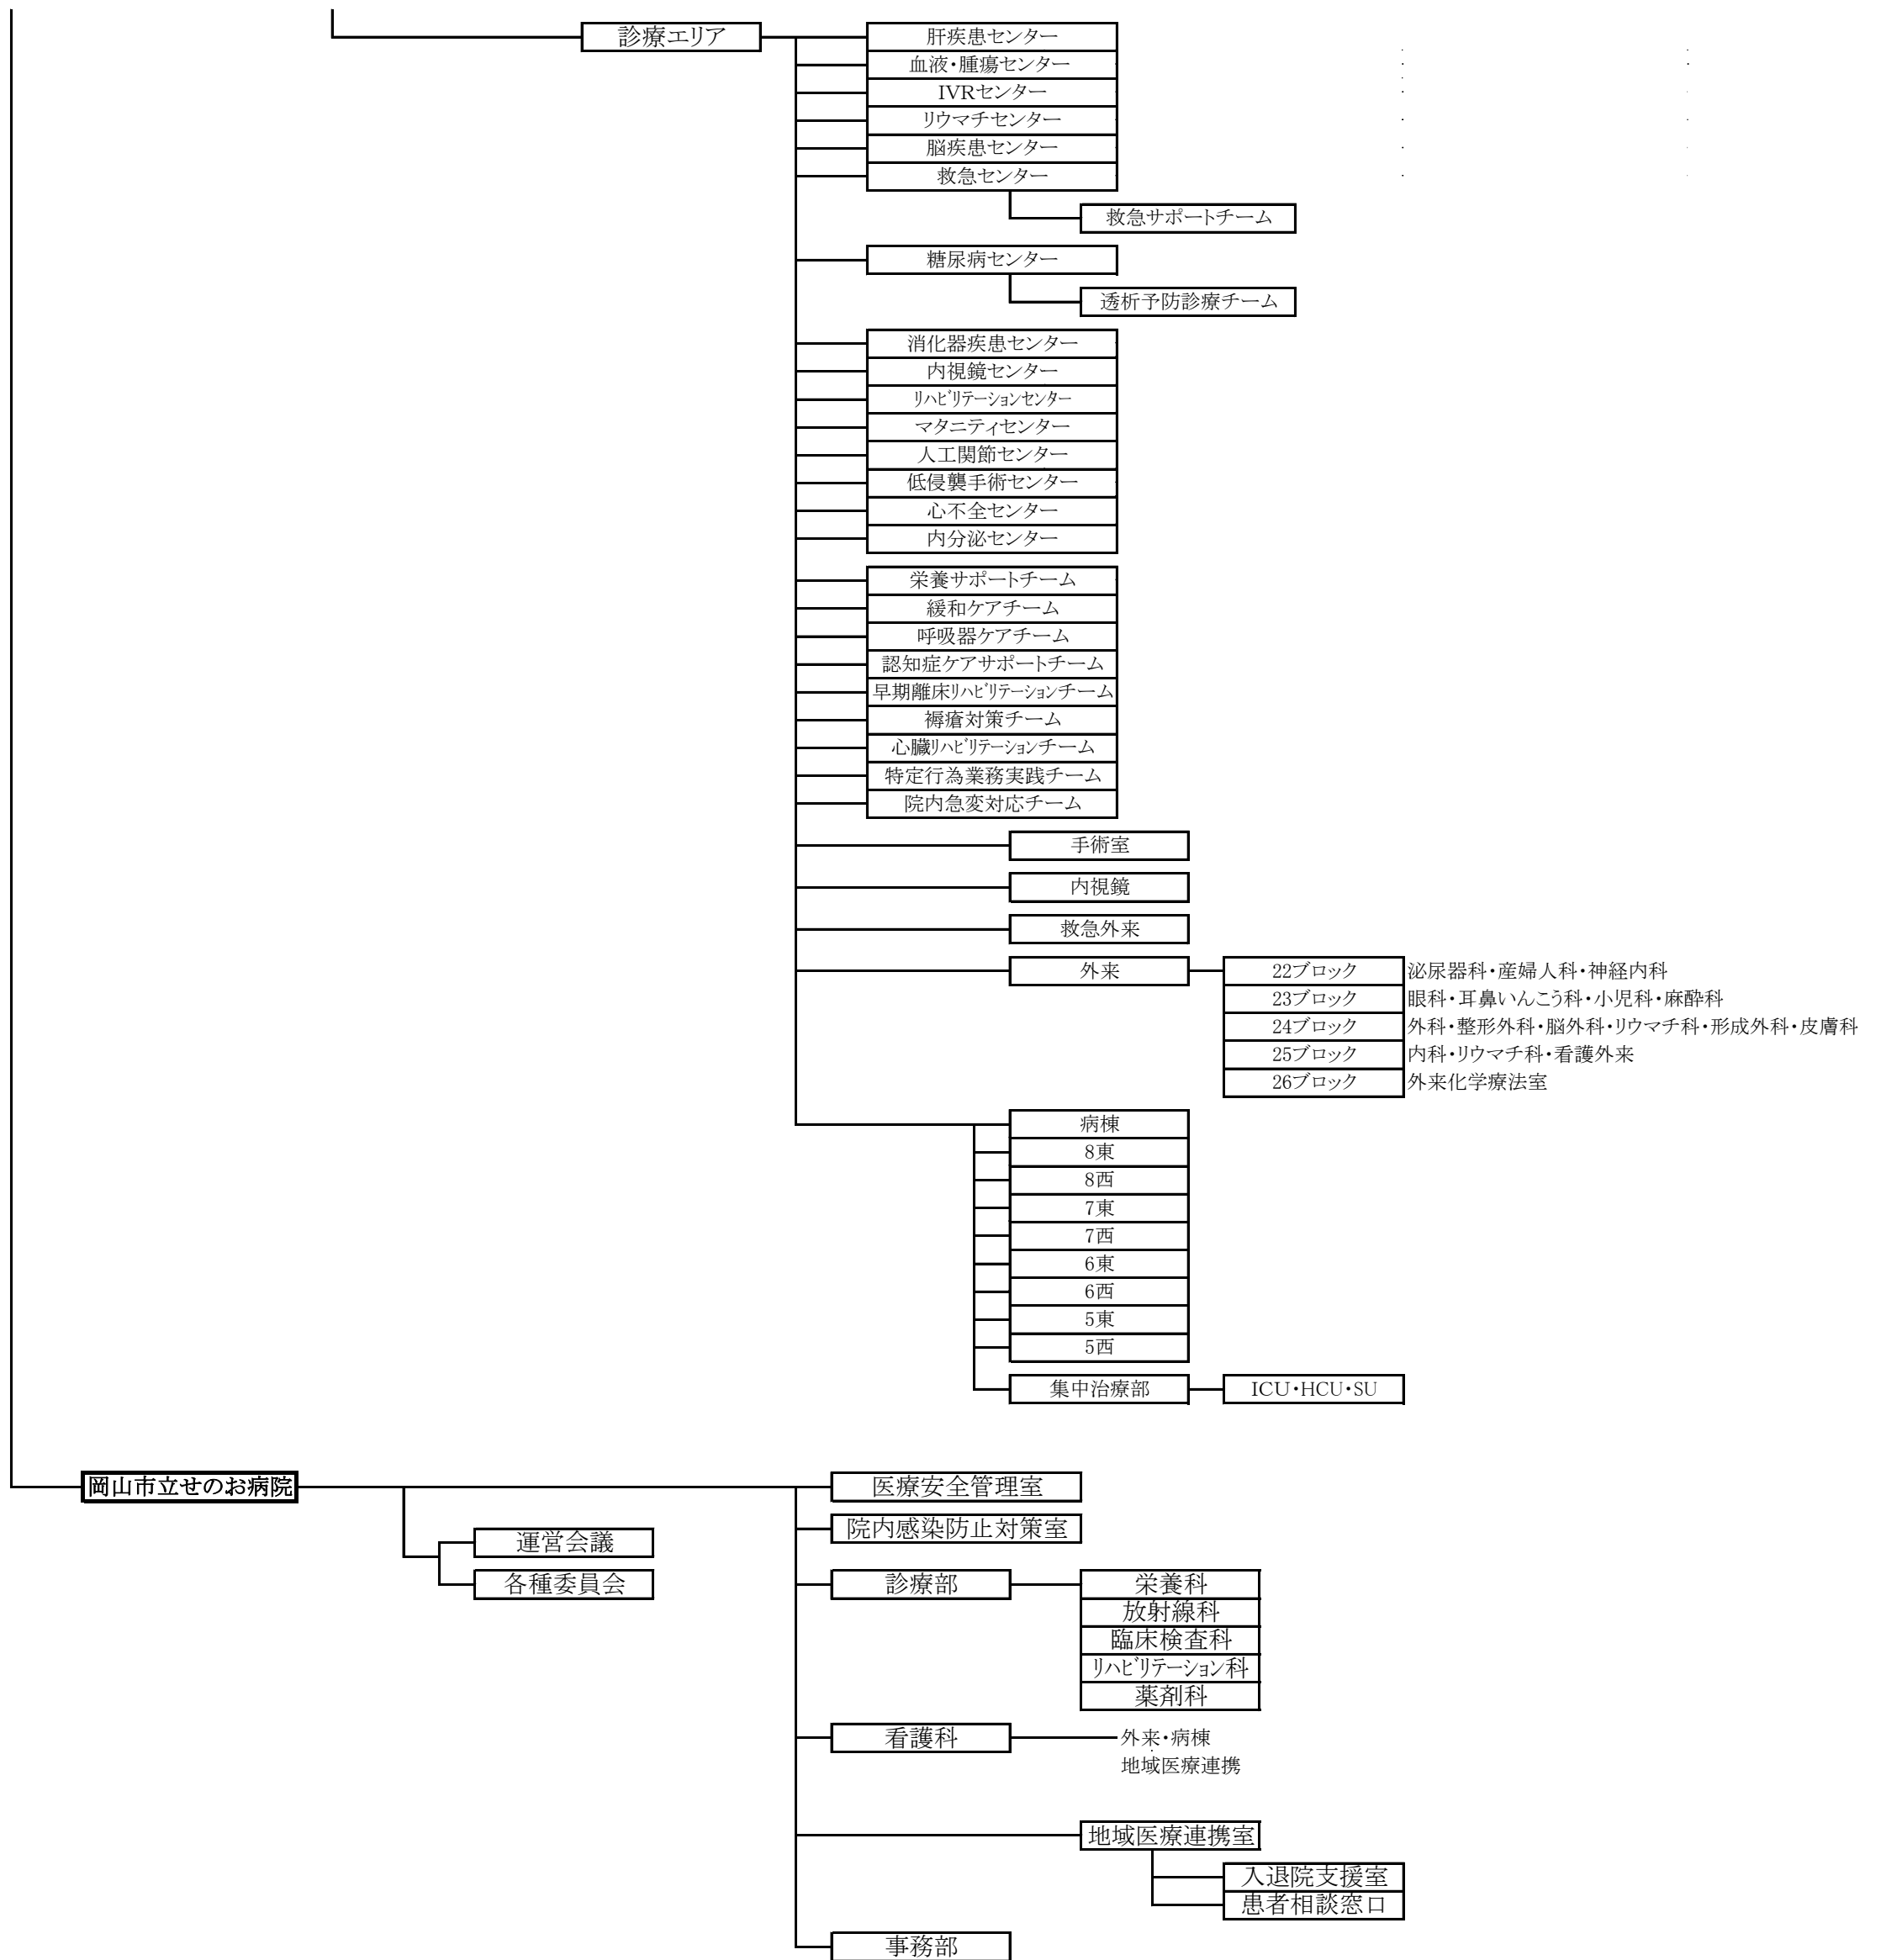 診療エリア
肝疾患センター
血液・腫瘍センター
IVRセンター
リウマチセンター
脳疾患センター
救急センター
救急サポートチーム
糖尿病センター
透析予防診療チーム
消化器疾患センター
内視鏡センター
ﾘﾊﾋﾞﾘﾃｰｼｮﾝｾﾝﾀｰ
マタニティセンター
人工関節センター
低侵襲手術センター
心不全センター
内分泌センター
栄養サポートチーム
緩和ケアチーム
呼吸器ケアチーム
認知症ケアサポートチーム
早期離床ﾘﾊﾋﾞﾘﾃｰｼｮﾝチーム
褥瘡対策チーム
心臓ﾘﾊﾋﾞﾘﾃｰｼｮﾝチーム
特定行為業務実践チーム
院内急変対応チーム
手術室
内視鏡
救急外来
外来
22ブロック 泌尿器科・産婦人科・神経内科
23ブロック 眼科・耳鼻いんこう科・小児科・麻酔科
24ブロック 外科・整形外科・脳外科・リウマチ科・形成外科・皮膚科
25ブロック 内科・リウマチ科・看護外来
26ブロック 外来化学療法室
病棟
8東
8西
7東
7西
6東
6西
5東
5西
集中治療部
ICU・HCU・SU
岡山市立せのお病院
運営会議
各種委員会
医療安全管理室
院内感染防止対策室
診療部
栄養科
放射線科
臨床検査科
ﾘﾊﾋﾞﾘﾃｰｼｮﾝ科
薬剤科
看護科
外来・病棟
地域医療連携
地域医療連携室
入退院支援室
患者相談窓口
事務部